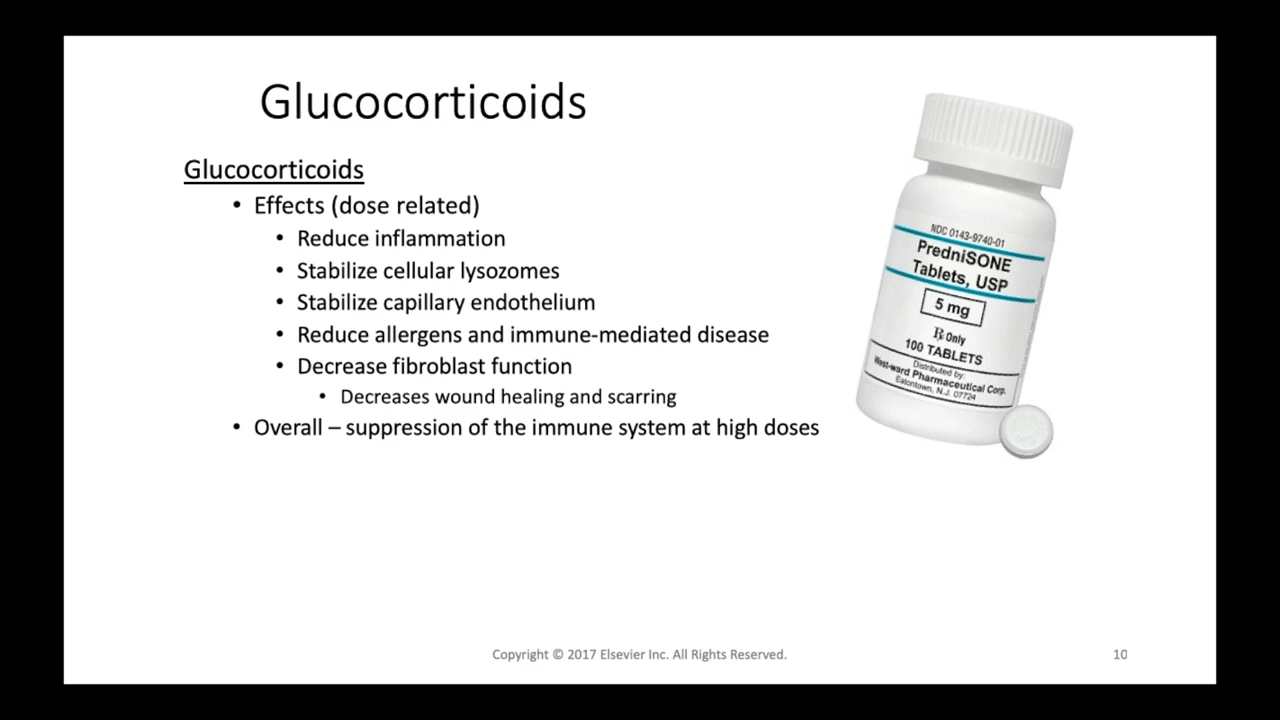 Glucocorticoids
Glucocorticoids
• Effects (dose related)
• Reduce inflammation
• Stabilize cellular lysozomes
• Stabilize capillary endothelium
• Reduce allergens and immune-mediated disease
• Decrease fibroblast function
• Decreases wound healing and scarring
• Overall – suppression of the immune system at high doses
NDC 0143-9740-01
PredniSONE
Tablets, USP
5 mg
℞ Only
100 TABLETS
Distributed by:
West-ward Pharmaceutical Corp.
Eatontown, N.J. 07724
Copyright © 2017 Elsevier Inc. All Rights Reserved.
10